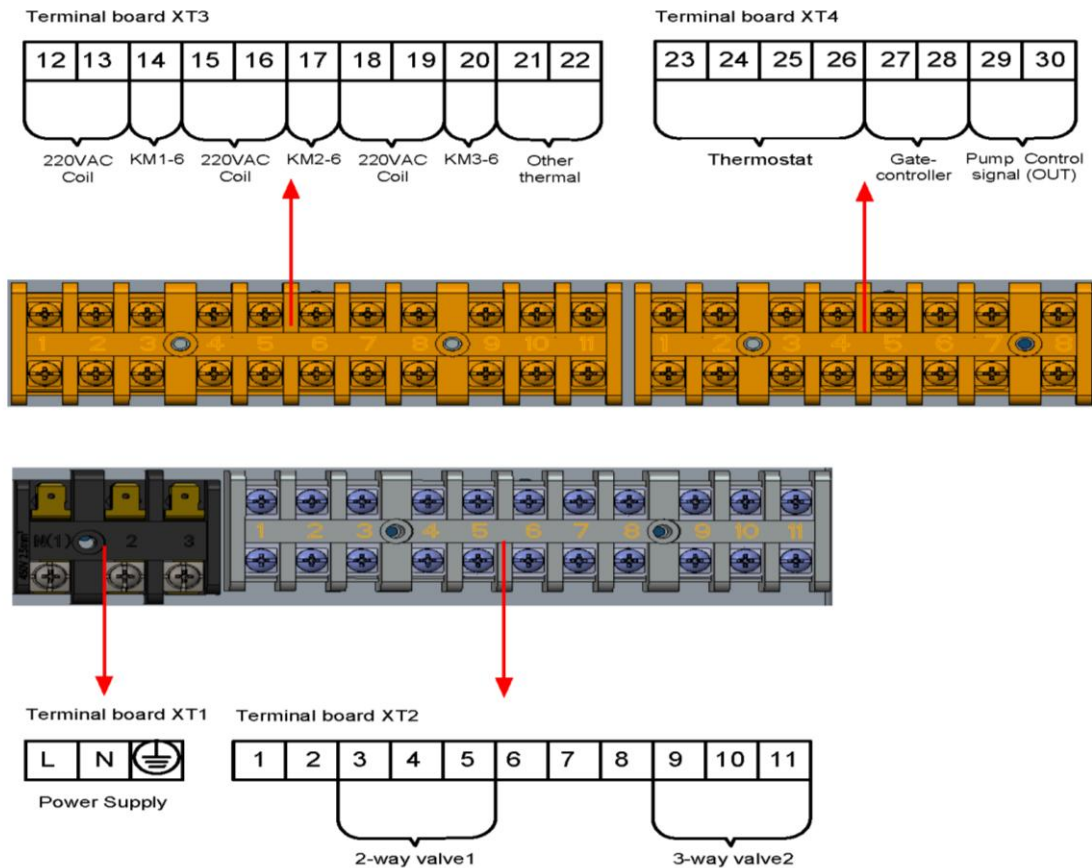 Terminal board XT3
Terminal board XT4
12 13 14 15 16 17 18 19 20 21 22
23 24 25 26 27 28 29 30
220VAC Coil
KM1-6
220VAC Coil
KM2-6
220VAC Coil
KM3-6
Other thermal
Thermostat
Gate-controller
Pump signal
Control (OUT)
1 2 3 4 5 6 7 8 9 10 11
1 2 3 4 5 6 7 8
N(1) 2 3
1 2 3 4 5 6 7 8 9 10 11
Terminal board XT1
Terminal board XT2
L N
1 2 3 4 5 6 7 8 9 10 11
Power Supply
2-way valve1
3-way valve2